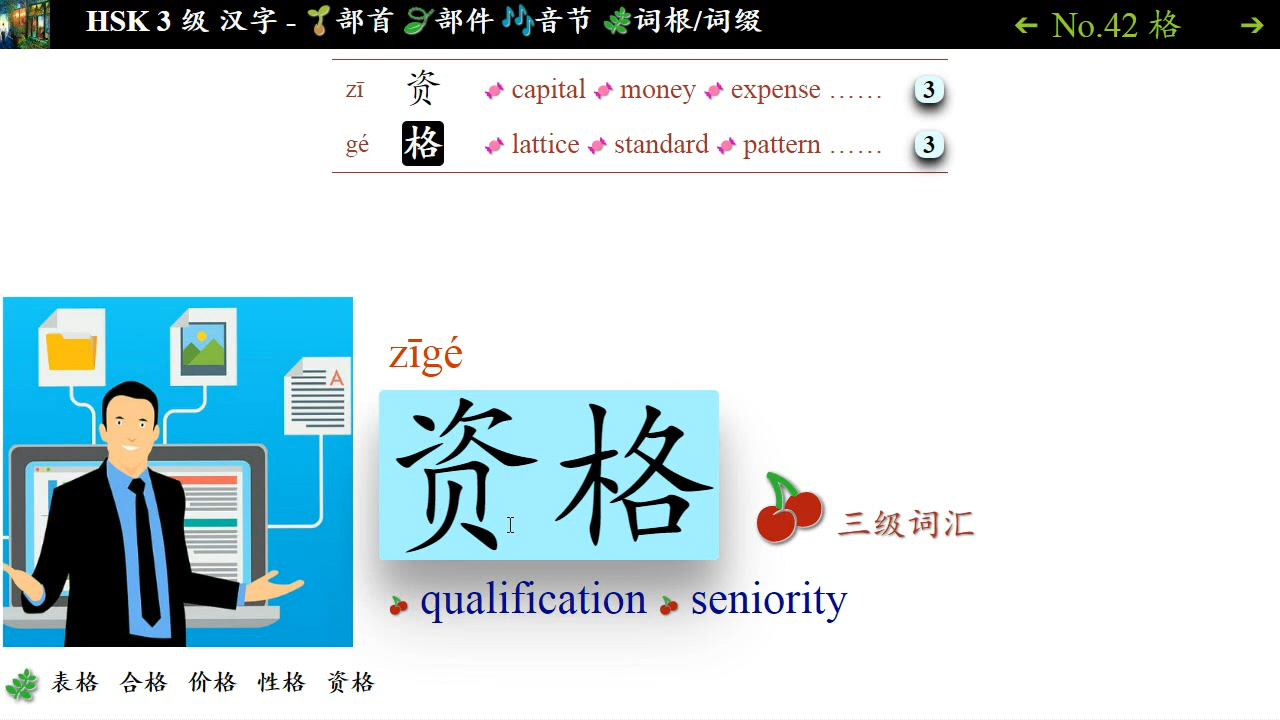 HSK 3 级 汉字 - 部首 部件 音节 词根/词缀
← No.42 格 →
zī 资 capital money expense …… 3
gé 格 lattice standard pattern …… 3
A
zīgé
资格
三级词汇
qualification seniority
表格 合格 价格 性格 资格